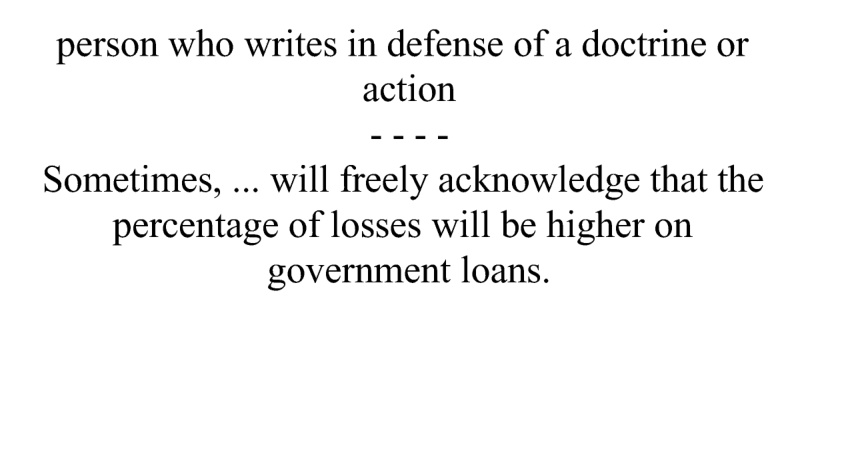 person who writes in defense of a doctrine or
action
- - - -
Sometimes, ... will freely acknowledge that the
percentage of losses will be higher on
government loans.